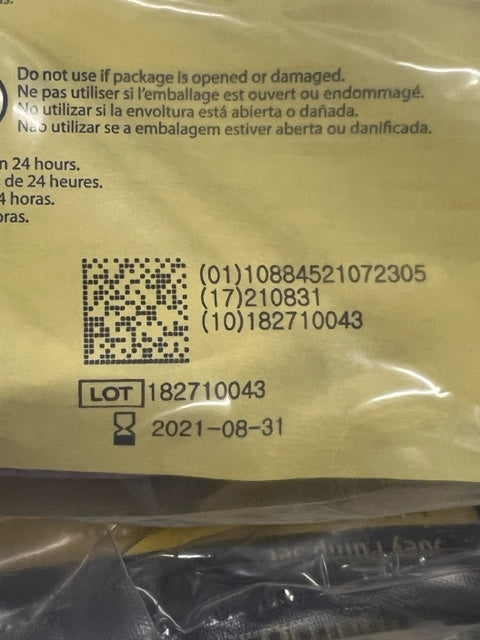 Do not use if package is opened or damaged.
Ne pas utiliser si l'emballage est ouvert ou endommagé.
No utilizar si la envoltura está abierta o dañada.
Não utilizar se a embalagem estiver aberta ou danificada.
24 hours.
de 24 heures.
horas.
(01)10884521072305
(17)210831
(10)182710043
LOT 182710043
2021-08-31